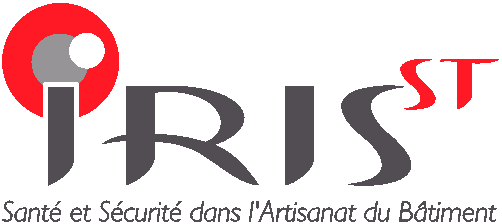 iRIS ST
Santé et Sécurité dans l'Artisanat du Bâtiment